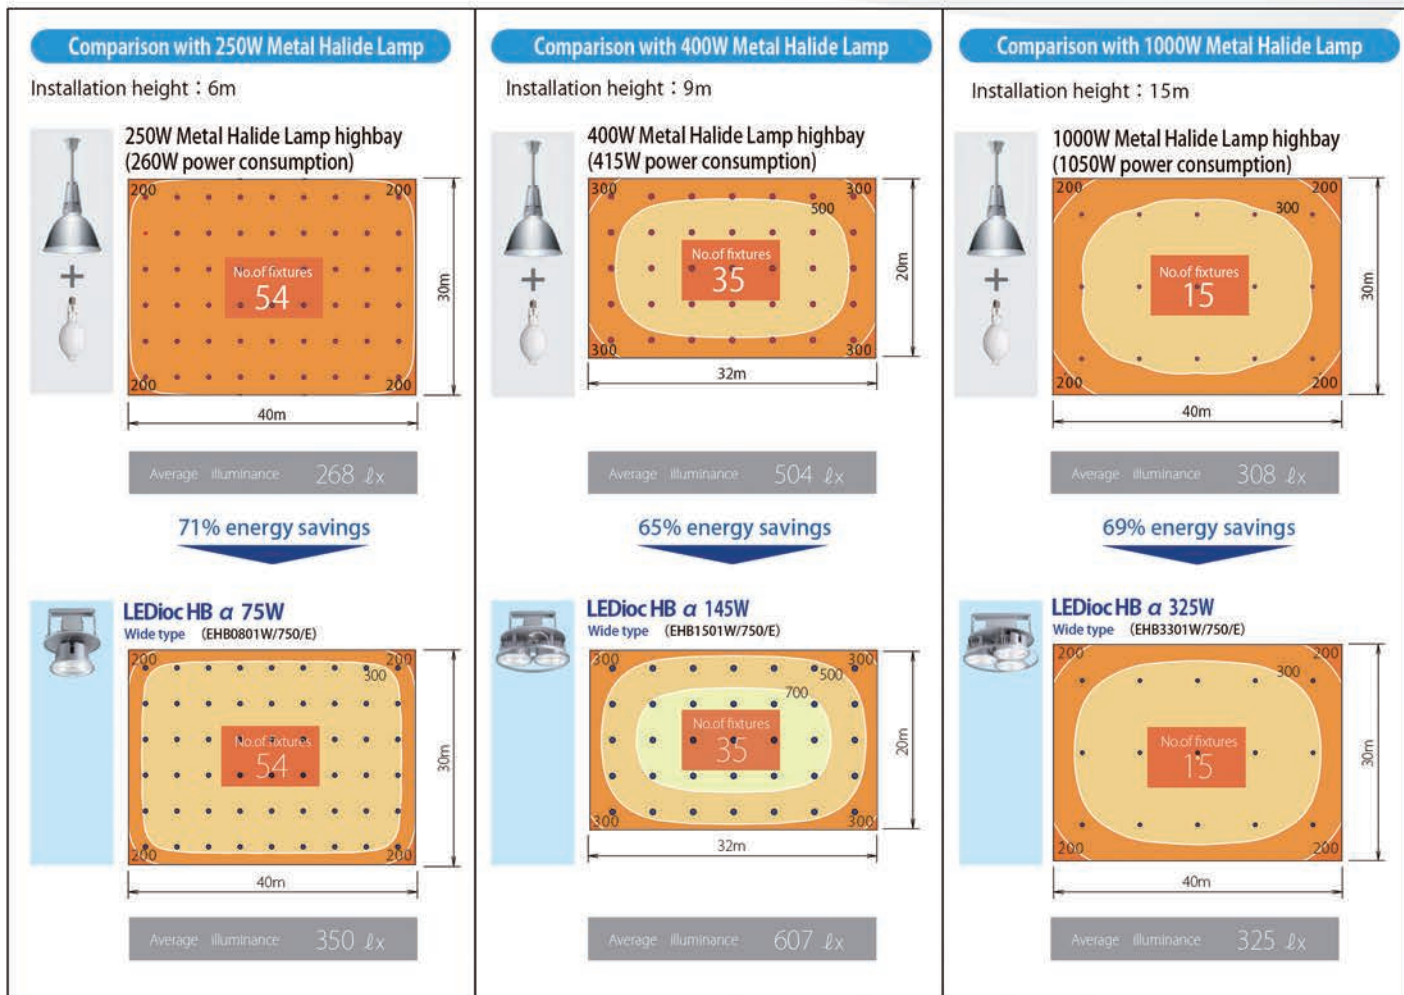 Comparison with 250W Metal Halide Lamp
Installation height：6m
250W Metal Halide Lamp highbay
(260W power consumption)
200 200
No.of fixtures
54
30m
200 200
40m
Average illuminance 268 ℓx
71% energy savings
LEDioc HB α 75W
Wide type (EHB0801W/750/E)
200 200
300
No.of fixtures
54
30m
200 200
40m
Average illuminance 350 ℓx
Comparison with 400W Metal Halide Lamp
Installation height：9m
400W Metal Halide Lamp highbay
(415W power consumption)
300 300
500
No.of fixtures
35
20m
300 300
32m
Average illuminance 504 ℓx
65% energy savings
LEDioc HB α 145W
Wide type (EHB1501W/750/E)
300 300
500
700
No.of fixtures
35
20m
300 300
32m
Average illuminance 607 ℓx
Comparison with 1000W Metal Halide Lamp
Installation height：15m
1000W Metal Halide Lamp highbay
(1050W power consumption)
200 200
300
No.of fixtures
15
30m
200 200
40m
Average illuminance 308 ℓx
69% energy savings
LEDioc HB α 325W
Wide type (EHB3301W/750/E)
200 200
300
No.of fixtures
15
30m
200 200
40m
Average illuminance 325 ℓx